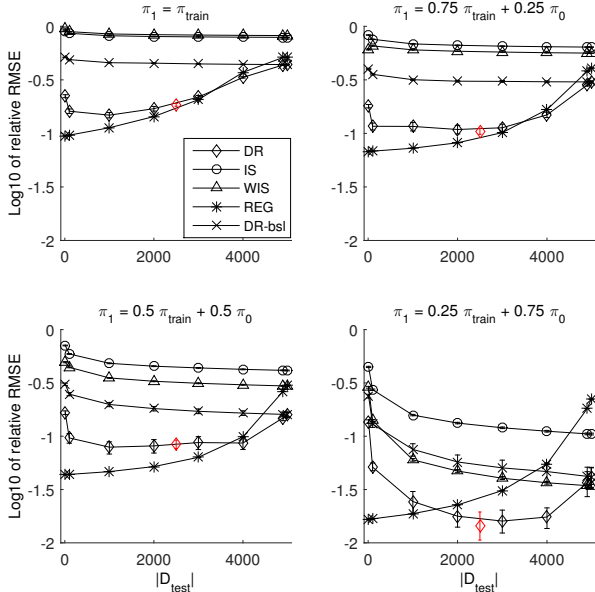 π1 = πtrain
Log10 of relative RMSE
0
-0.5
-1
-1.5
-2
0 2000 4000
DR
IS
WIS
REG
DR-bsl
π1 = 0.75 πtrain + 0.25 π0
0
-0.5
-1
-1.5
-2
0 2000 4000
π1 = 0.5 πtrain + 0.5 π0
Log10 of relative RMSE
0
-0.5
-1
-1.5
-2
0 2000 4000
|Dtest|
π1 = 0.25 πtrain + 0.75 π0
0
-0.5
-1
-1.5
-2
0 2000 4000
|Dtest|